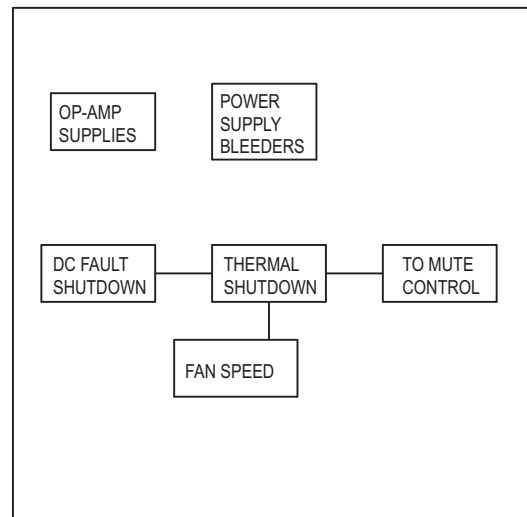 OP-AMP
SUPPLIES
POWER
SUPPLY
BLEEDERS
DC FAULT
SHUTDOWN
THERMAL
SHUTDOWN
TO MUTE
CONTROL
FAN SPEED